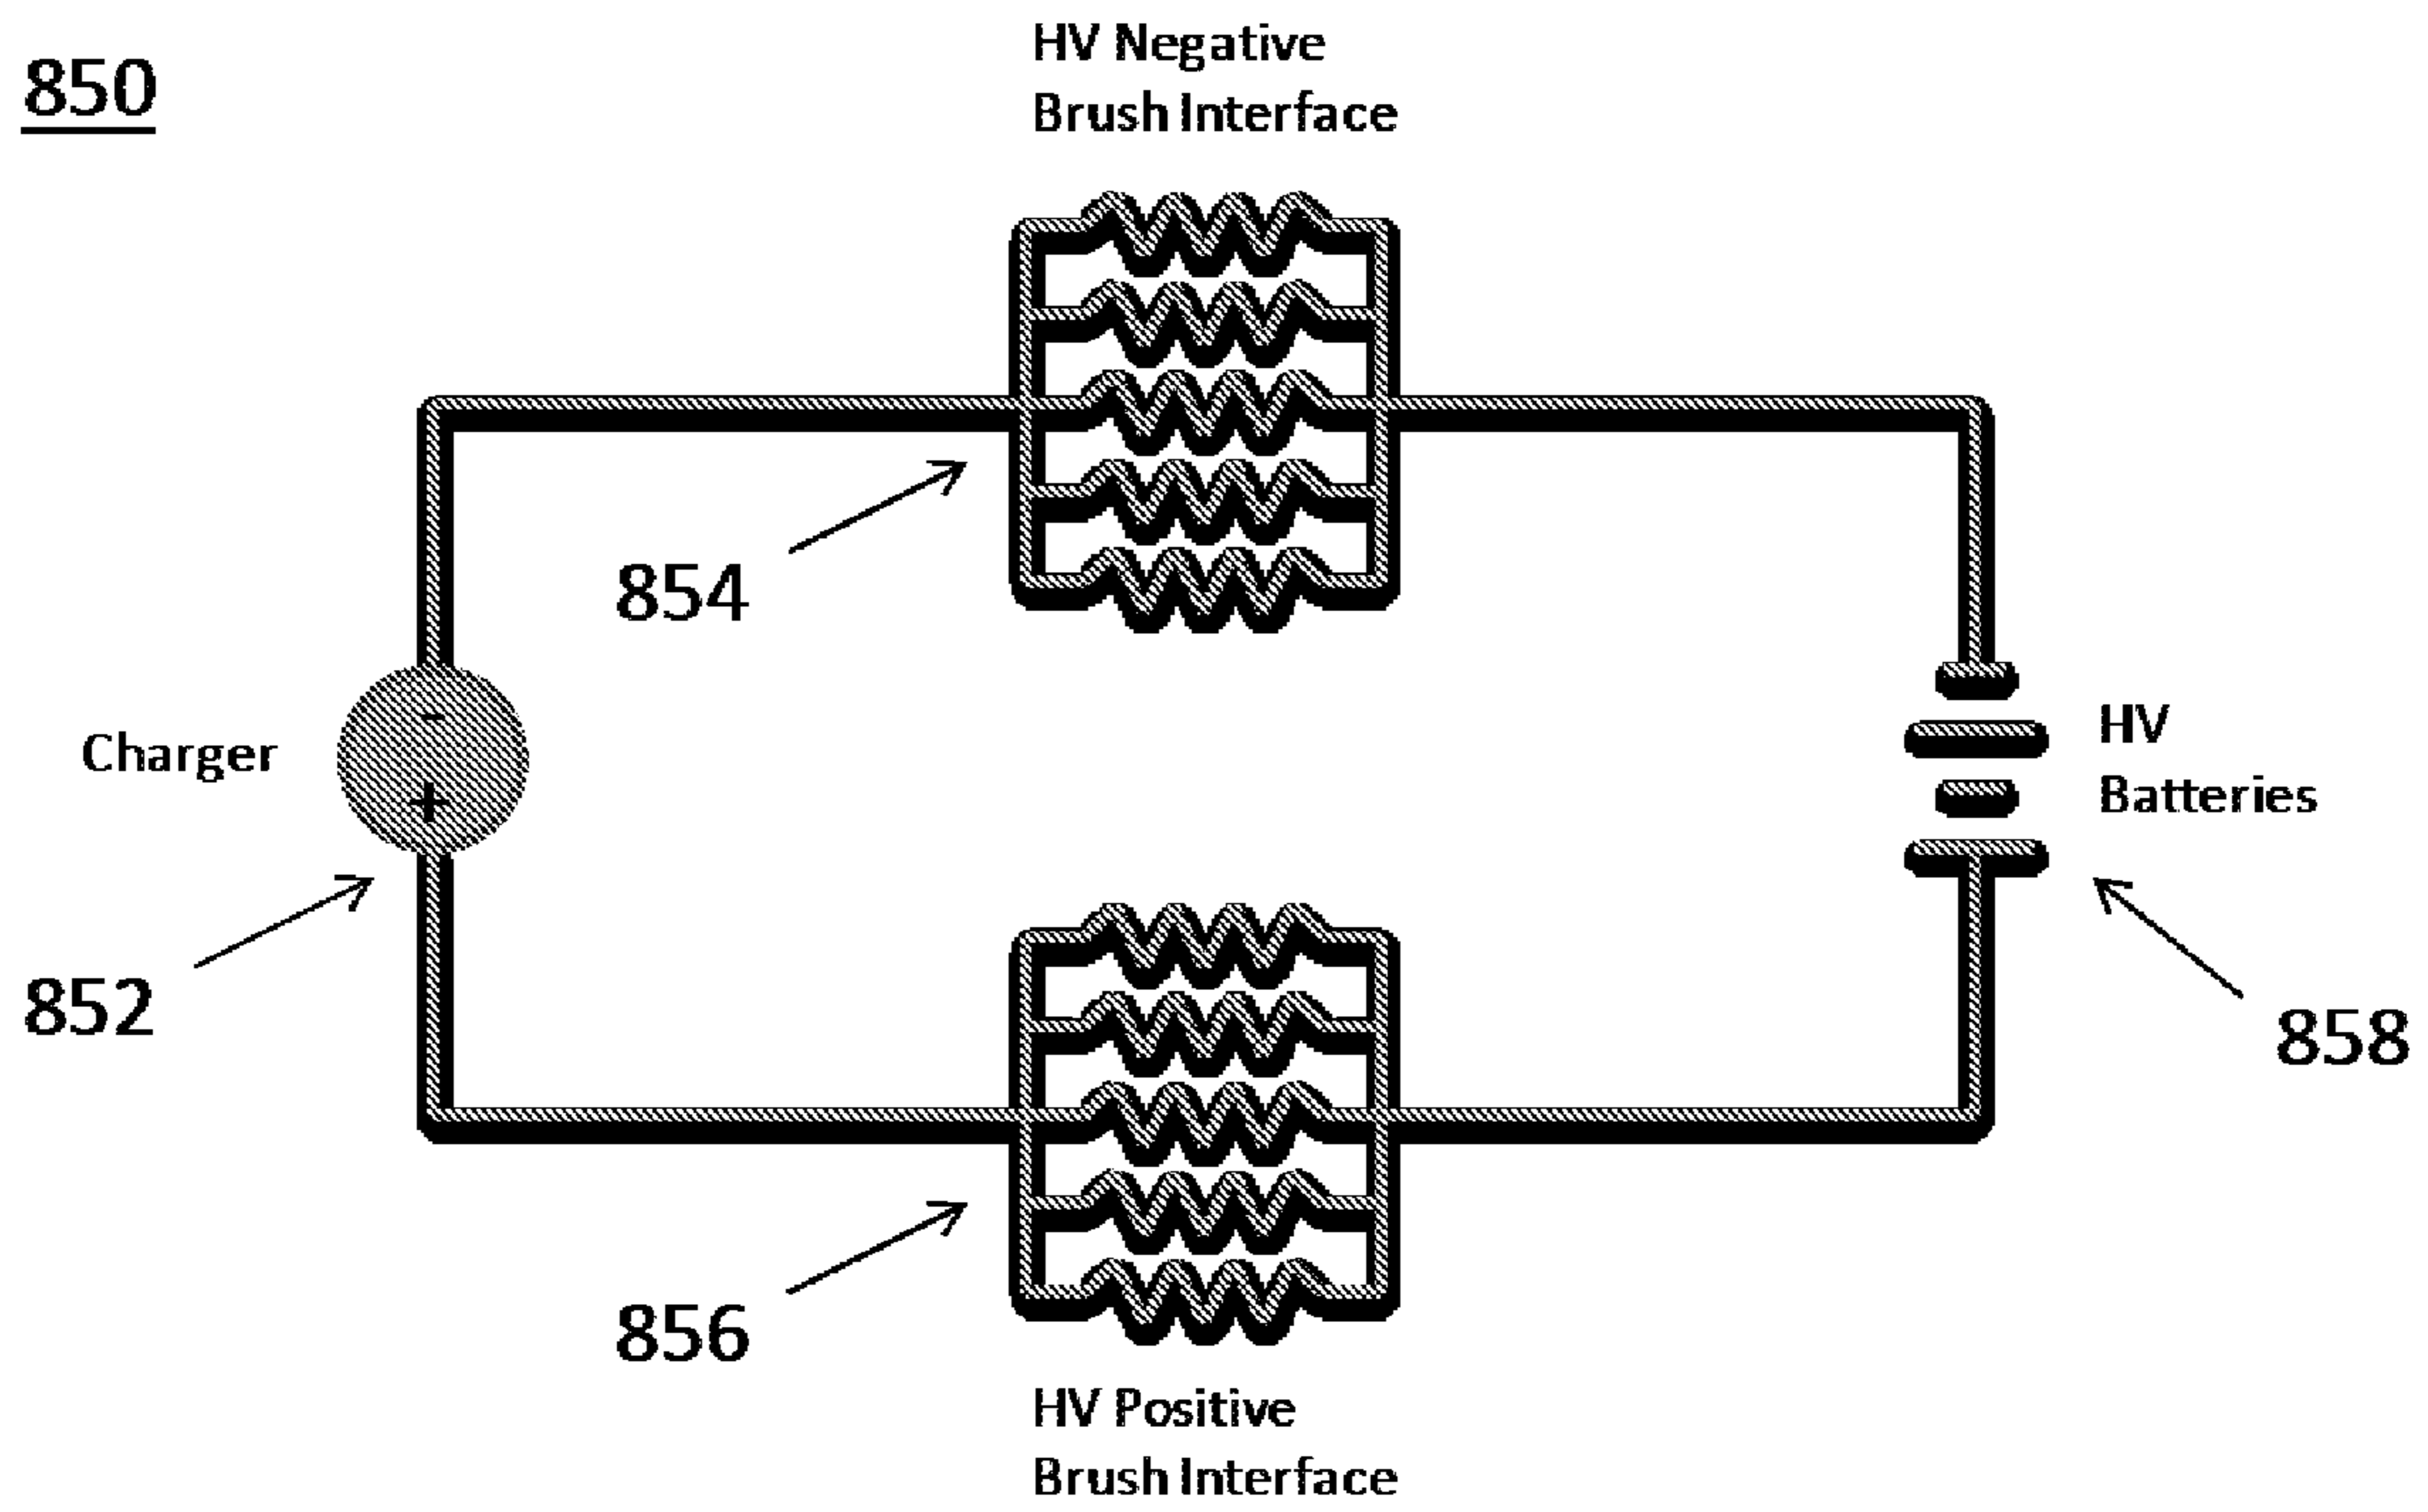 850
HV Negative
Brush Interface
854
-
Charger
+
HV
Batteries
852
858
856
HV Positive
Brush Interface